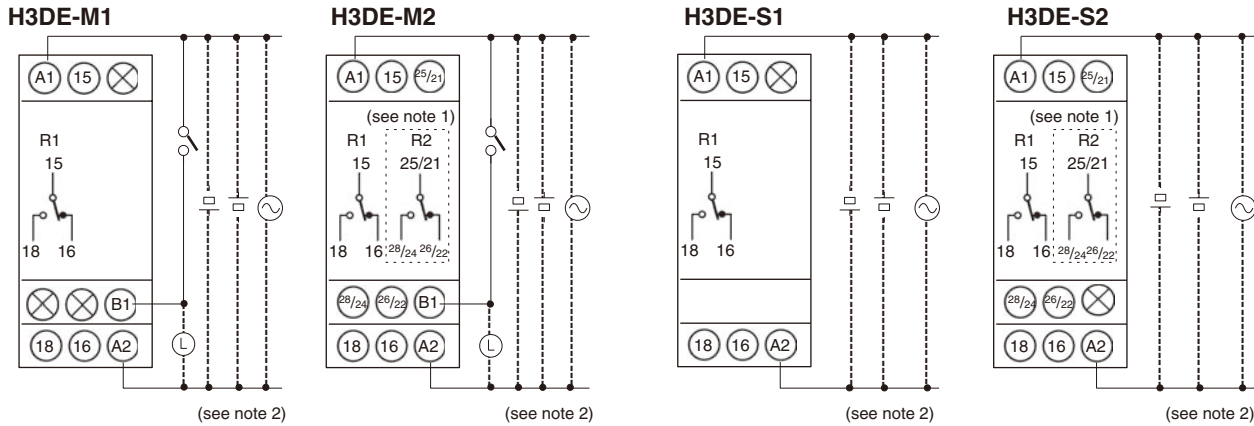 H3DE-M1
A1 15
R1
15
18 16
B1
18 16 A2
L
(see note 2)
H3DE-M2
A1 15 25/21
(see note 1)
R1 R2
15 25/21
18 16 28/24 26/22
28/24 26/22 B1
18 16 A2
L
(see note 2)
H3DE-S1
A1 15
R1
15
18 16
18 16 A2
(see note 2)
H3DE-S2
A1 15 25/21
(see note 1)
R1 R2
15 25/21
18 16 28/24 26/22
28/24 26/22
18 16 A2
(see note 2)